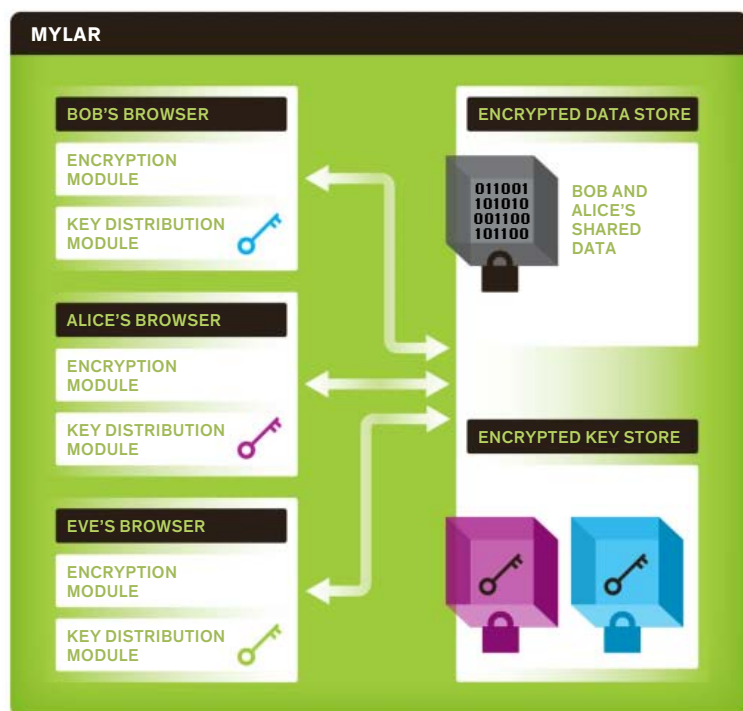 MYLAR
BOB'S BROWSER
ENCRYPTION
MODULE
KEY DISTRIBUTION
MODULE
ALICE'S BROWSER
ENCRYPTION
MODULE
KEY DISTRIBUTION
MODULE
EVE'S BROWSER
ENCRYPTION
MODULE
KEY DISTRIBUTION
MODULE
ENCRYPTED DATA STORE
011001
101010
001100
101100
BOB AND
ALICE'S
SHARED
DATA
ENCRYPTED KEY STORE